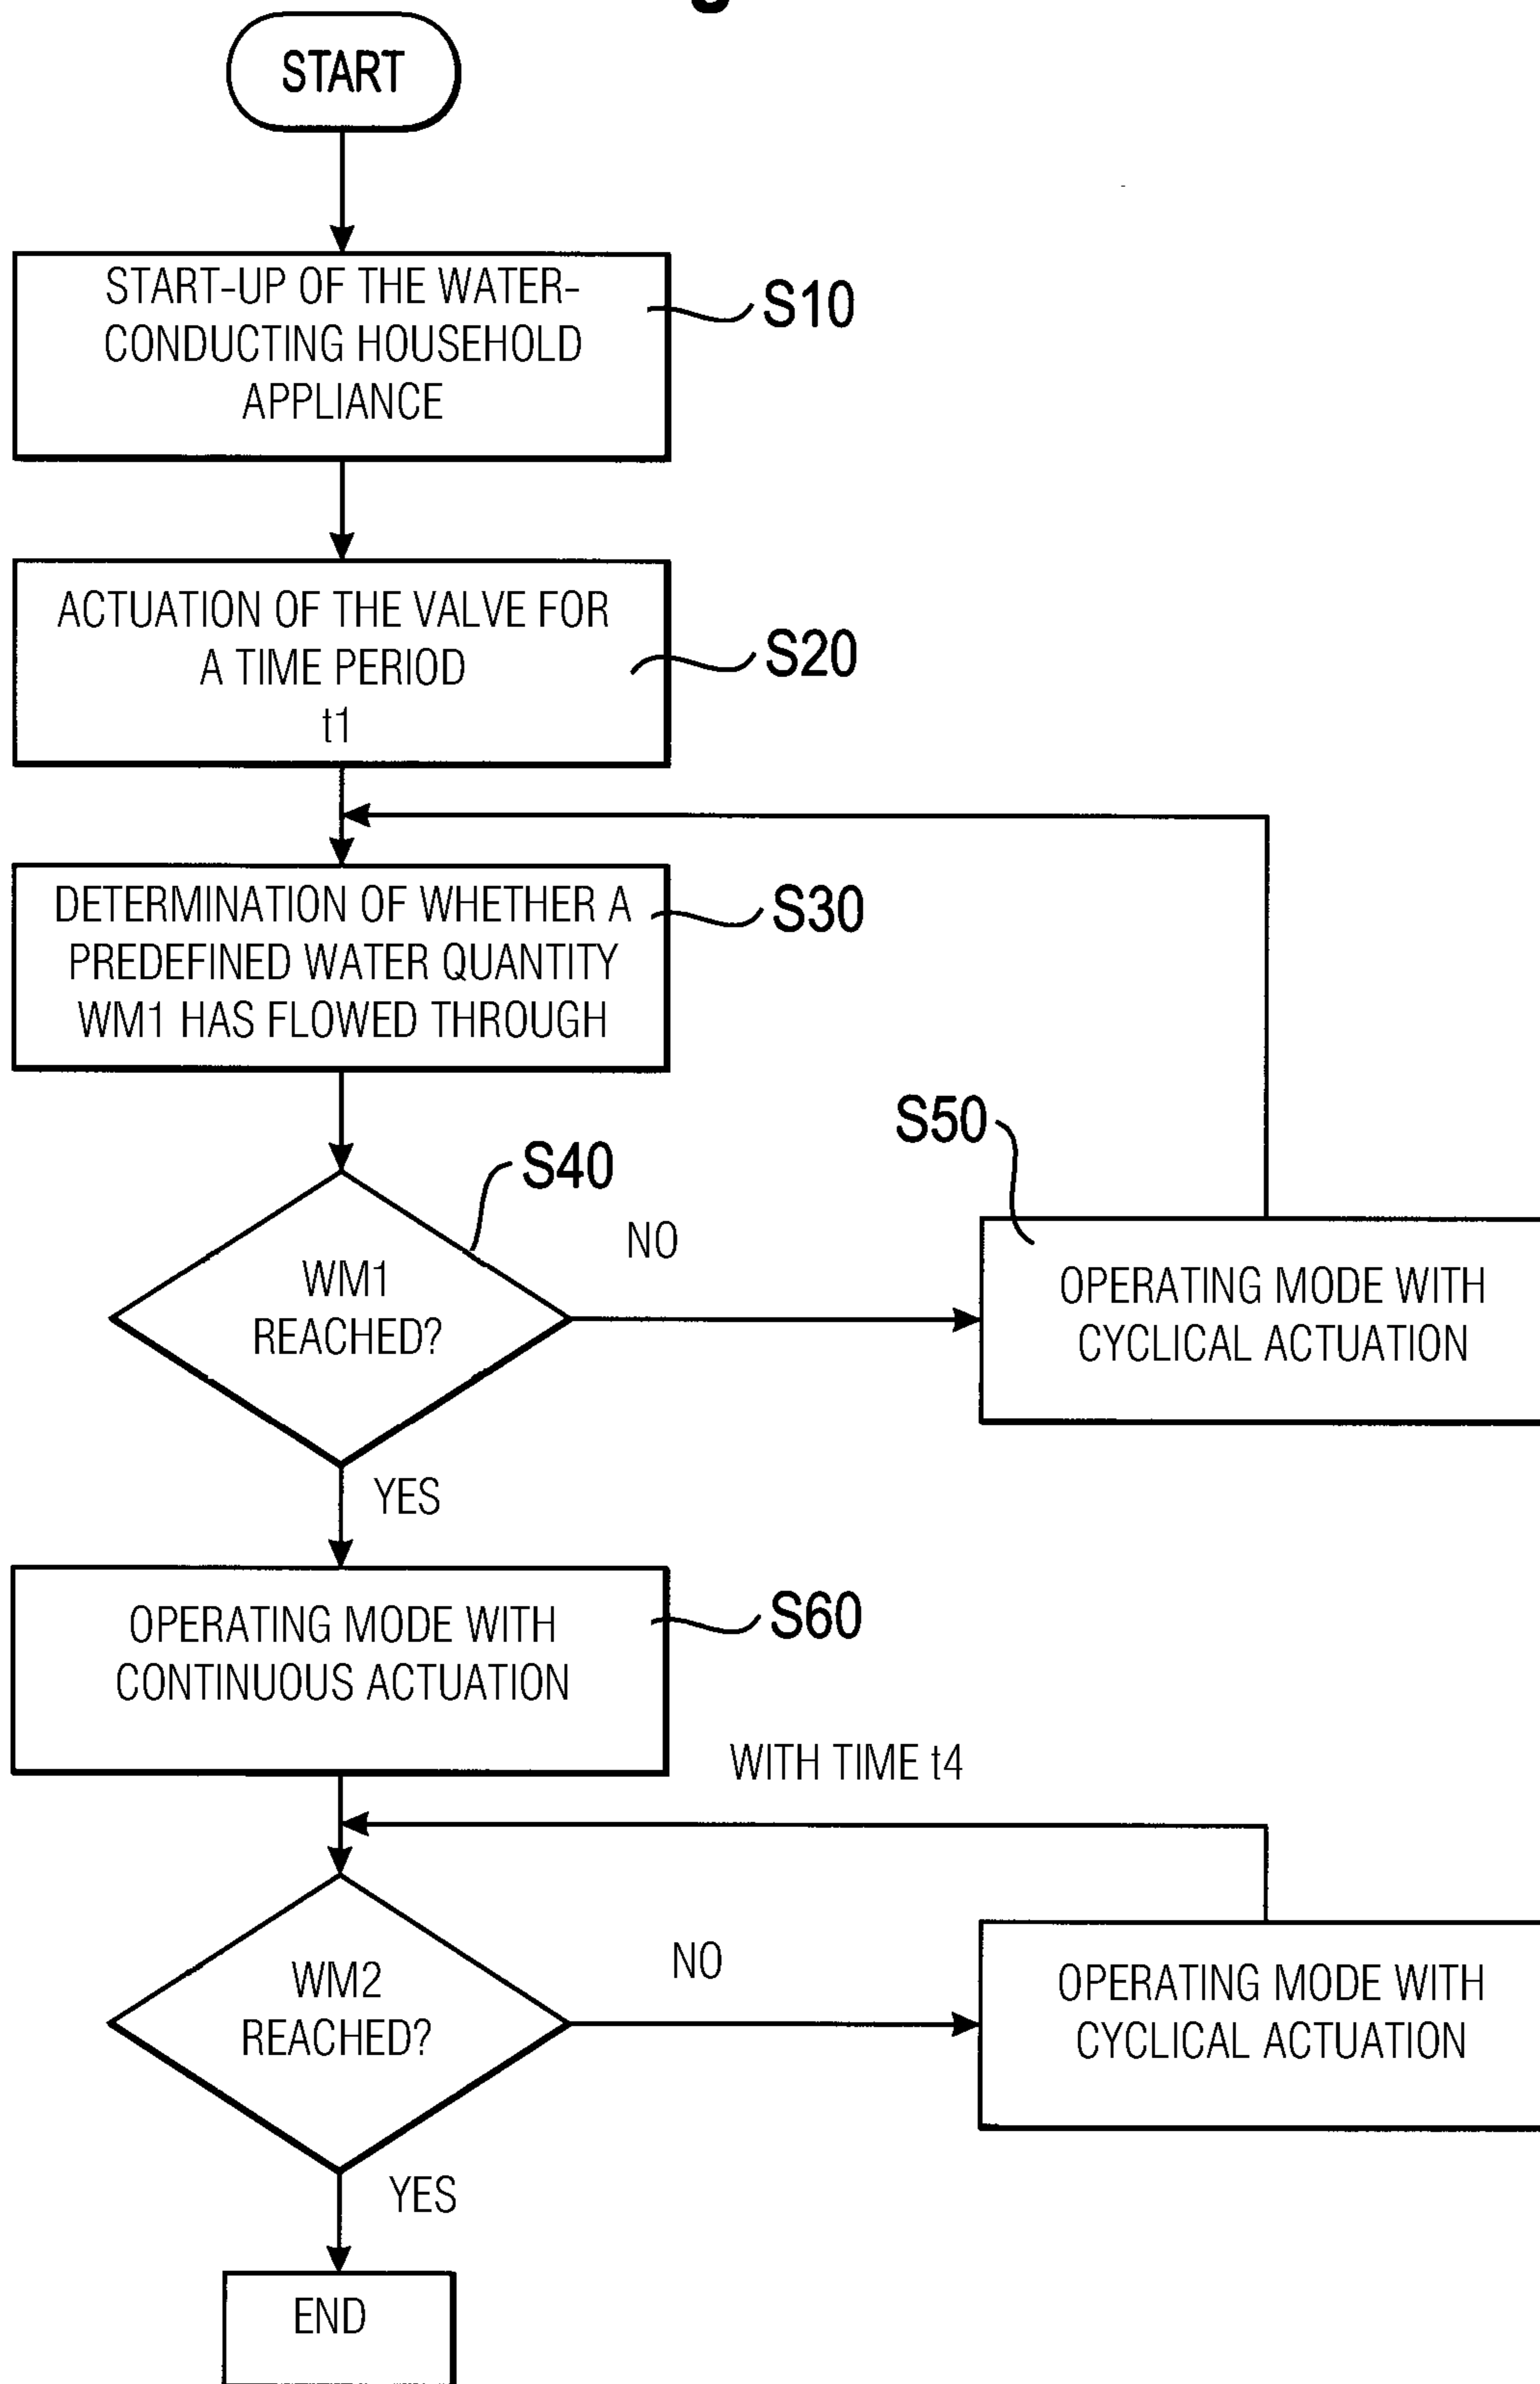 START
START-UP OF THE WATER-
CONDUCTING HOUSEHOLD
APPLIANCE
S10
ACTUATION OF THE VALVE FOR
A TIME PERIOD
t1
S20
DETERMINATION OF WHETHER A
PREDEFINED WATER QUANTITY
WM1 HAS FLOWED THROUGH
S30
S40
WM1
REACHED?
NO
S50
OPERATING MODE WITH
CYCLICAL ACTUATION
YES
OPERATING MODE WITH
CONTINUOUS ACTUATION
S60
WITH TIME t4
WM2
REACHED?
NO
OPERATING MODE WITH
CYCLICAL ACTUATION
YES
END